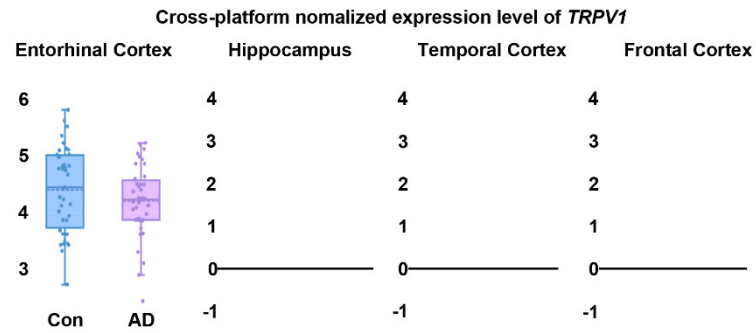 Cross-platform nomalized expression level of TRPV1
Entorhinal Cortex Hippocampus Temporal Cortex Frontal Cortex
6 4 4 4
3 3 3
5
2 2 2
4
1 1 1
3 0 0 0
-1 -1 -1
Con AD